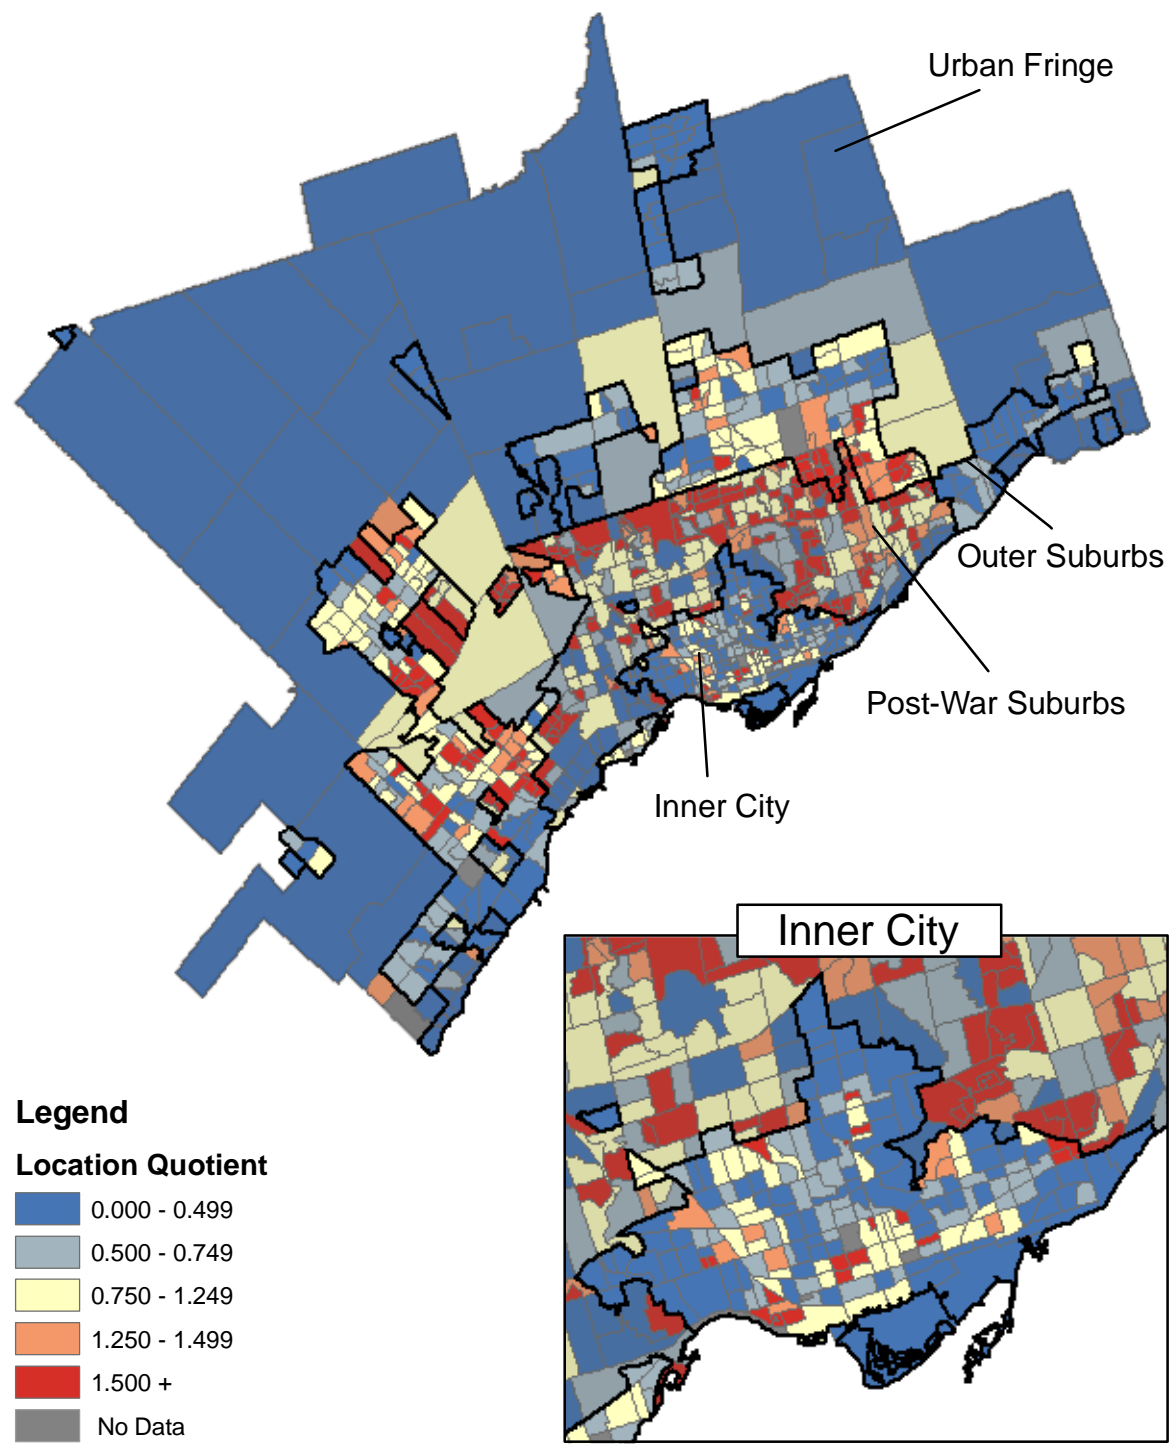 Urban Fringe
Outer Suburbs
Post-War Suburbs
Inner City
Inner City
Legend
Location Quotient
0.000 - 0.499
0.500 - 0.749
0.750 - 1.249
1.250 - 1.499
1.500 +
No Data